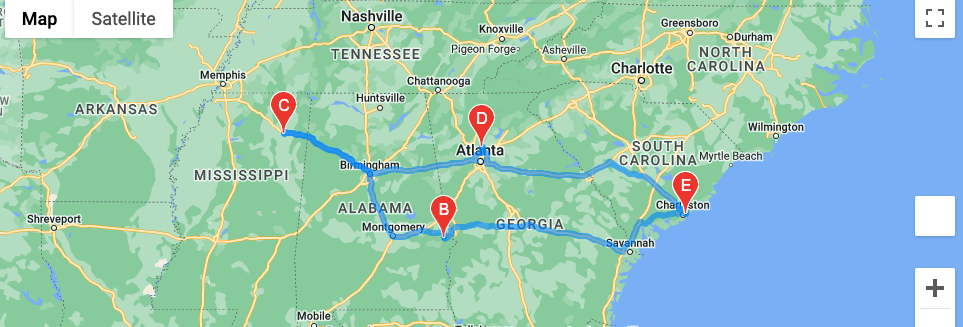 Map
Satellite
Nashville
Greensboro
Durham
Knoxville
Pigeon Forge
Asheville
TENNESSEE
NORTH
CAROLINA
Charlotte
Memphis
Chattanooga
Huntsville
ARKANSAS
C
D
Wilmington
Atlanta
SOUTH
CAROLINA
Myrtle Beach
Birmingham
MISSISSIPPI
E
Charleston
ALABAMA
B
Shreveport
Montgomery
GEORGIA
Savannah
Mobile